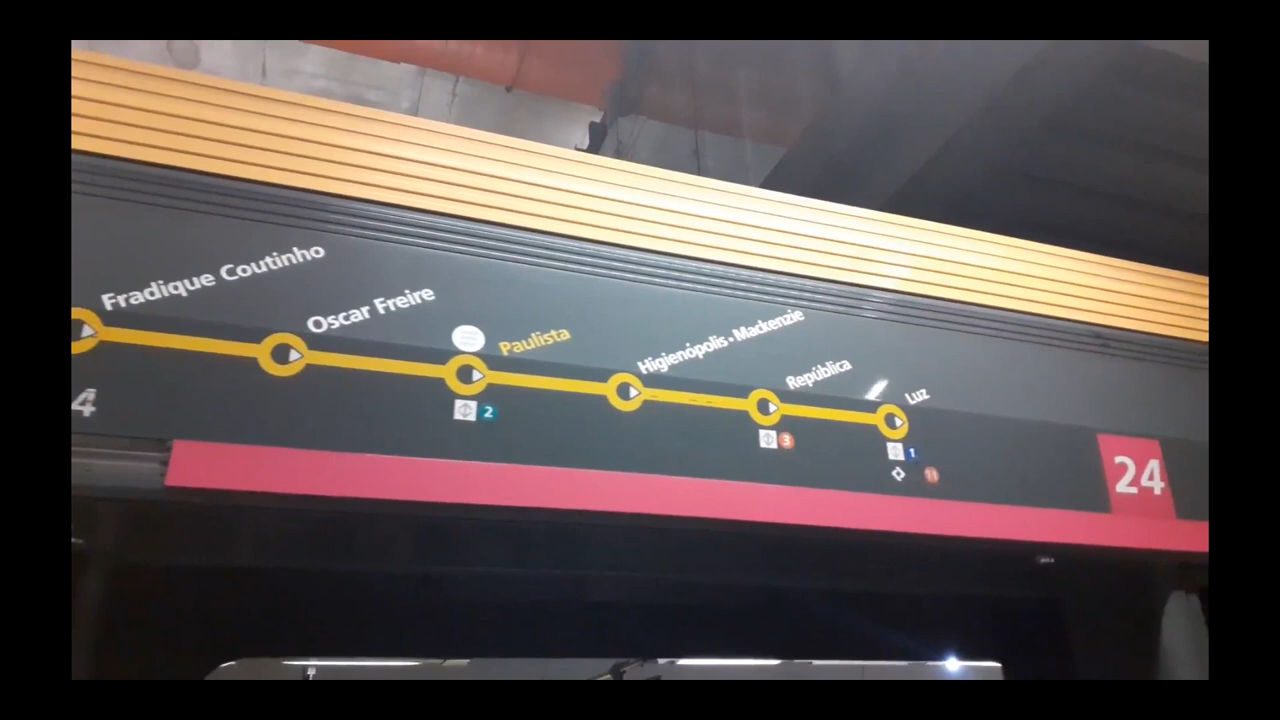 Fradique Coutinho
Oscar Freire
Paulista
Higienópolis - Mackenzie
República
Luz
4
2
3
1
11
24